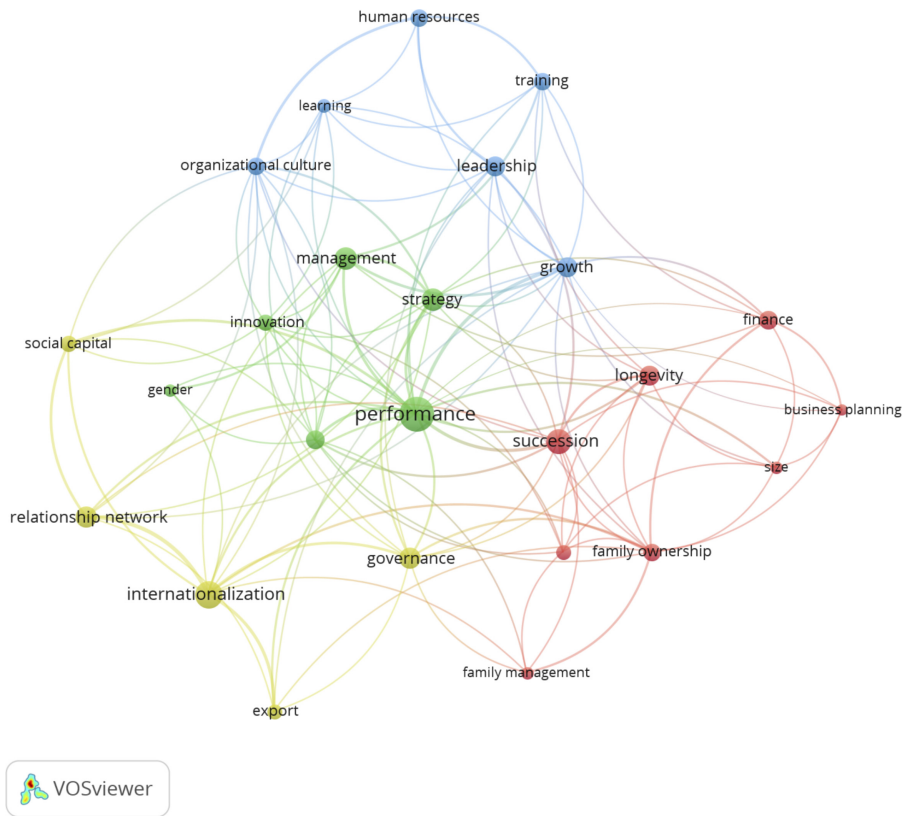 human resources
training
learning
organizational culture
leadership
management
growth
strategy
innovation
finance
social capital
longevity
gender
business planning
performance
succession
size
relationship network
family ownership
governance
internationalization
family management
export
VOSviewer